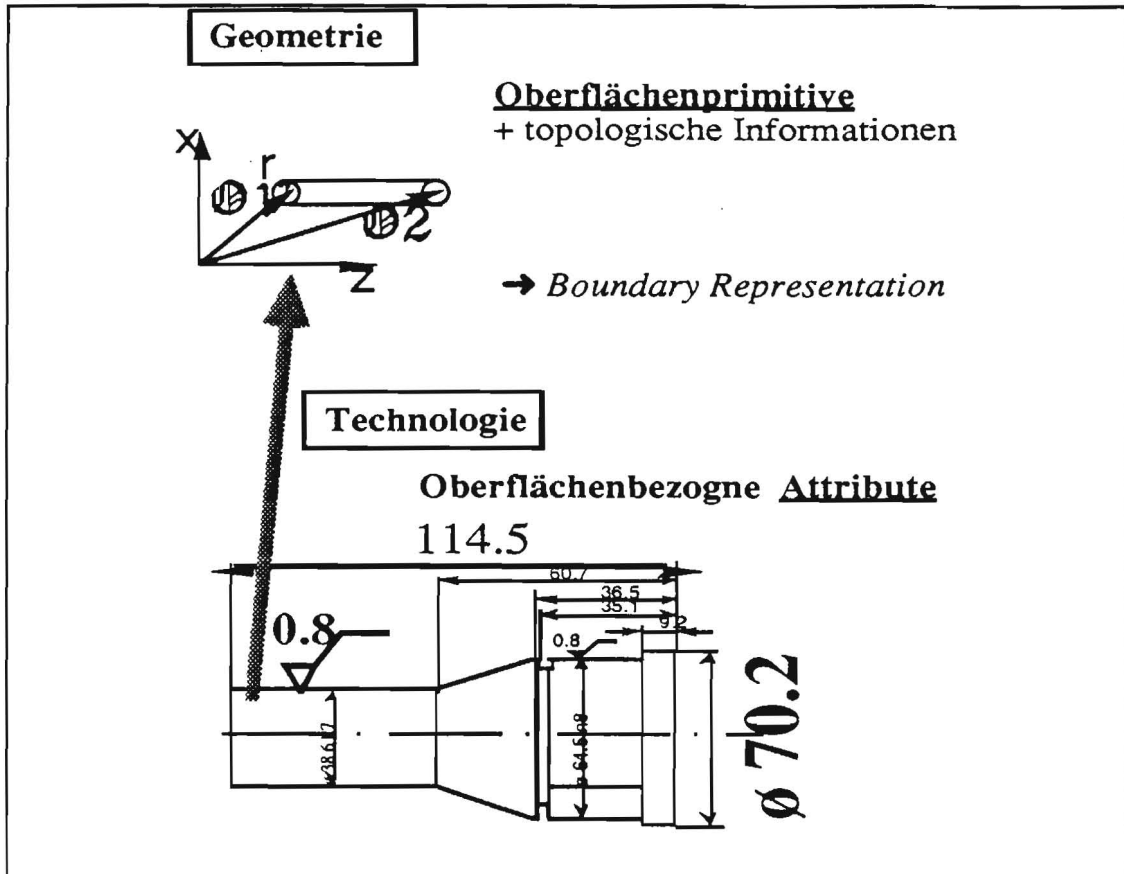 Geometrie
Oberflächenprimitive
+ topologische Informationen
X
r
1
2
Z
→ Boundary Representation
Technologie
Oberflächenbezogne Attribute
114.5
60.7
36.5
35.1
9.2
0.8
0.8
ø 70.2